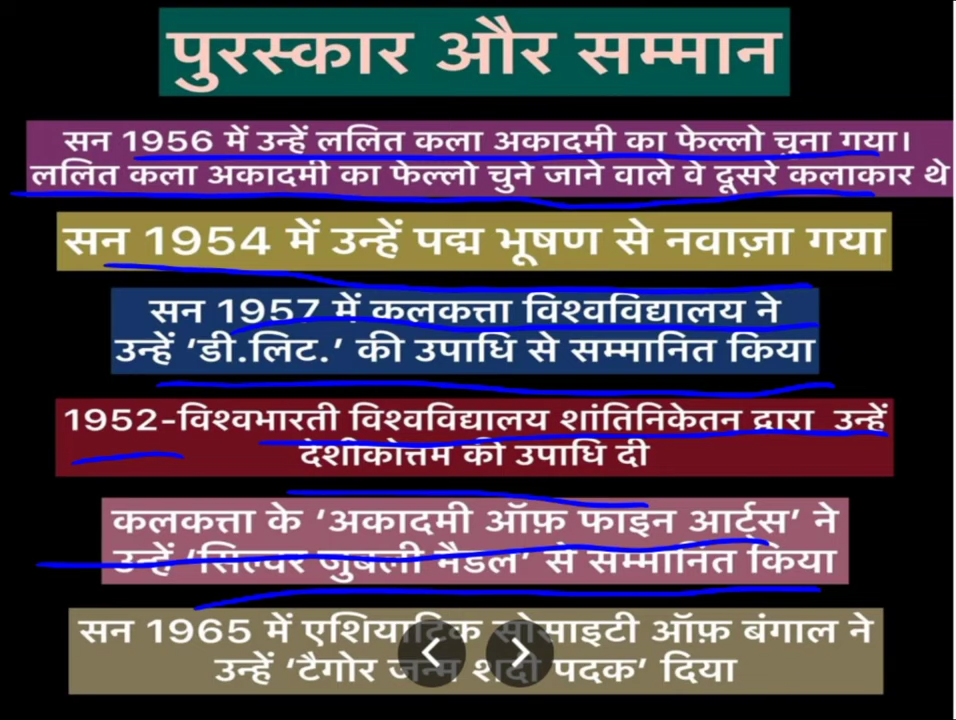 पुरस्कार और सम्मान
सन 1956 में उन्हें ललित कला अकादमी का फेल्लो चुना गया।
ललित कला अकादमी का फेल्लो चुने जाने वाले वे दूसरे कलाकार थे
सन 1954 में उन्हें पद्म भूषण से नवाज़ा गया
सन 1957 में कलकत्ता विश्वविद्यालय ने
उन्हें ‘डी.लिट.’ की उपाधि से सम्मानित किया
1952-विश्वभारती विश्वविद्यालय शांतिनिकेतन द्वारा उन्हें
देशीकोत्तम की उपाधि दी
कलकत्ता के ‘अकादमी ऑफ़ फाइन आर्ट्स’ ने
उन्हें ‘सिल्वर जुबली मैडल’ से सम्मानित किया
सन 1965 में एशियाटिक सोसाइटी ऑफ़ बंगाल ने
उन्हें ‘टैगोर जन्म शदी पदक’ दिया